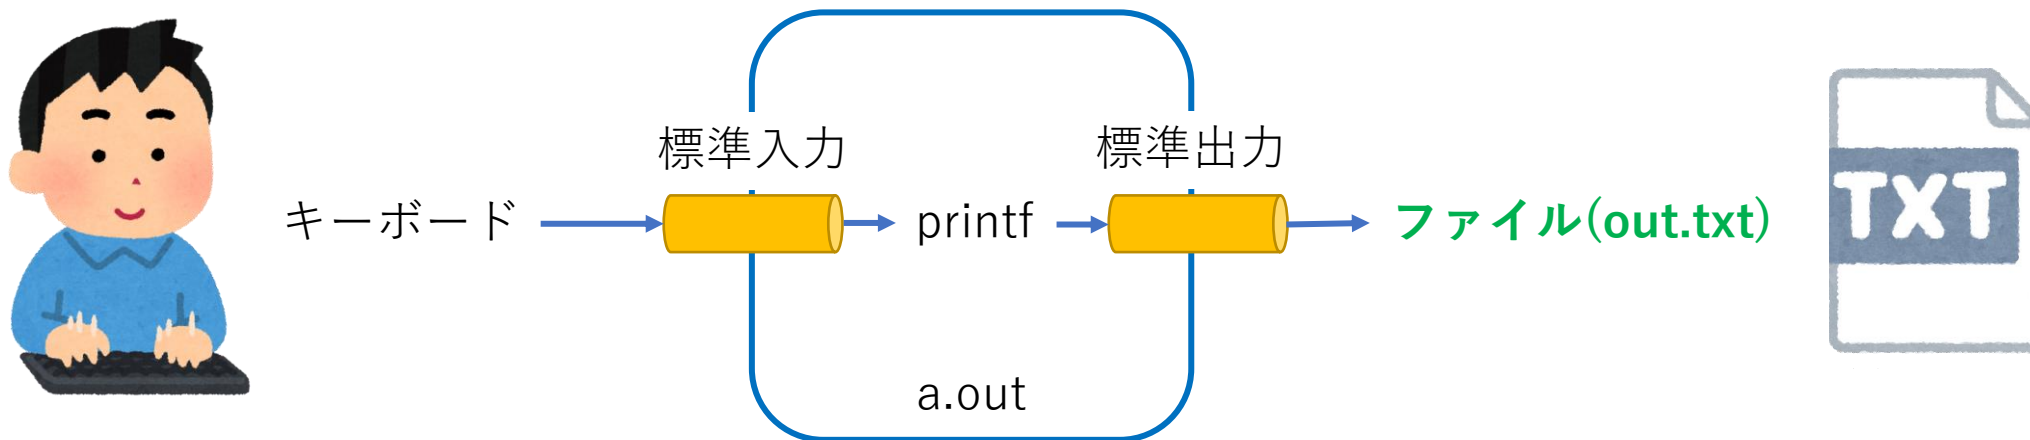 標準入力
標準出力
キーボード
printf
ファイル(out.txt)
TXT
a.out